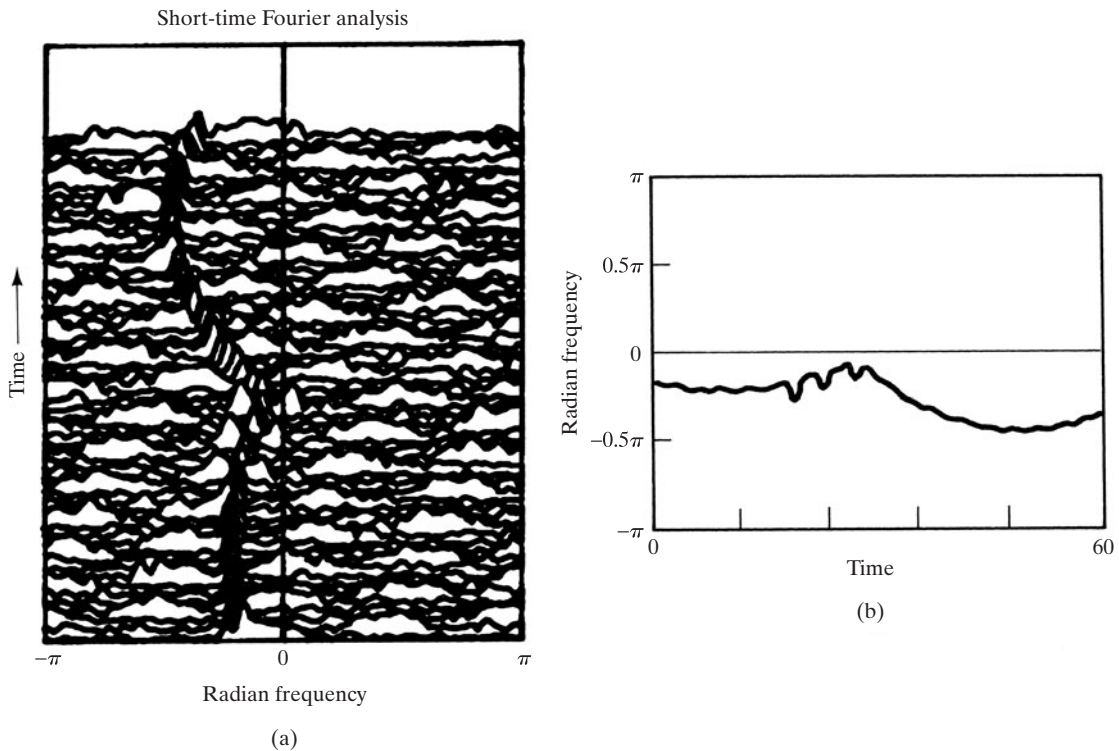 Short-time Fourier analysis
Time
−π
0
π
Radian frequency
(a)
π
0.5π
0
−0.5π
−π
Radian frequency
0
60
Time
(b)